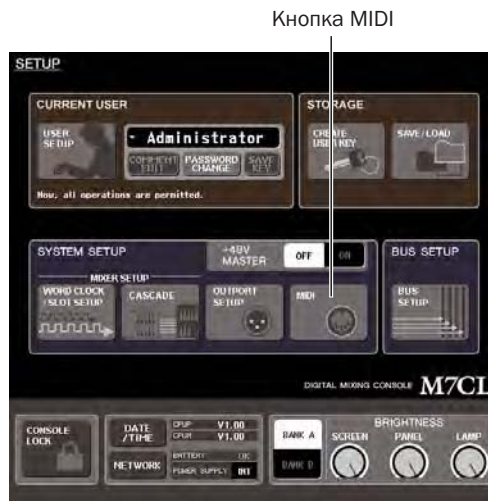 Кнопка MIDI
SETUP
CURRENT USER
STORAGE
USER
SETUP
Administrator
COMMENT
EDIT
PASSWORD
CHANGE
SAVE
KEY
CREATE
USER KEY
SAVE/LOAD
Now, all operations are permitted.
SYSTEM SETUP
+48V
MASTER
OFF
ON
BUS SETUP
MIXER SETUP
WORD CLOCK
/SLOT SETUP
CASCADE
OUTPORT
SETUP
MIDI
BUS
SETUP
DIGITAL MIXING CONSOLE M7CL
CONSOLE
LOCK
DATE
/TIME
CPUP V1.00
CPUM V1.00
NETWORK
BATTERY OK
POWER SUPPLY INT
BANK A
BANK B
BRIGHTNESS
SCREEN
PANEL
LAMP